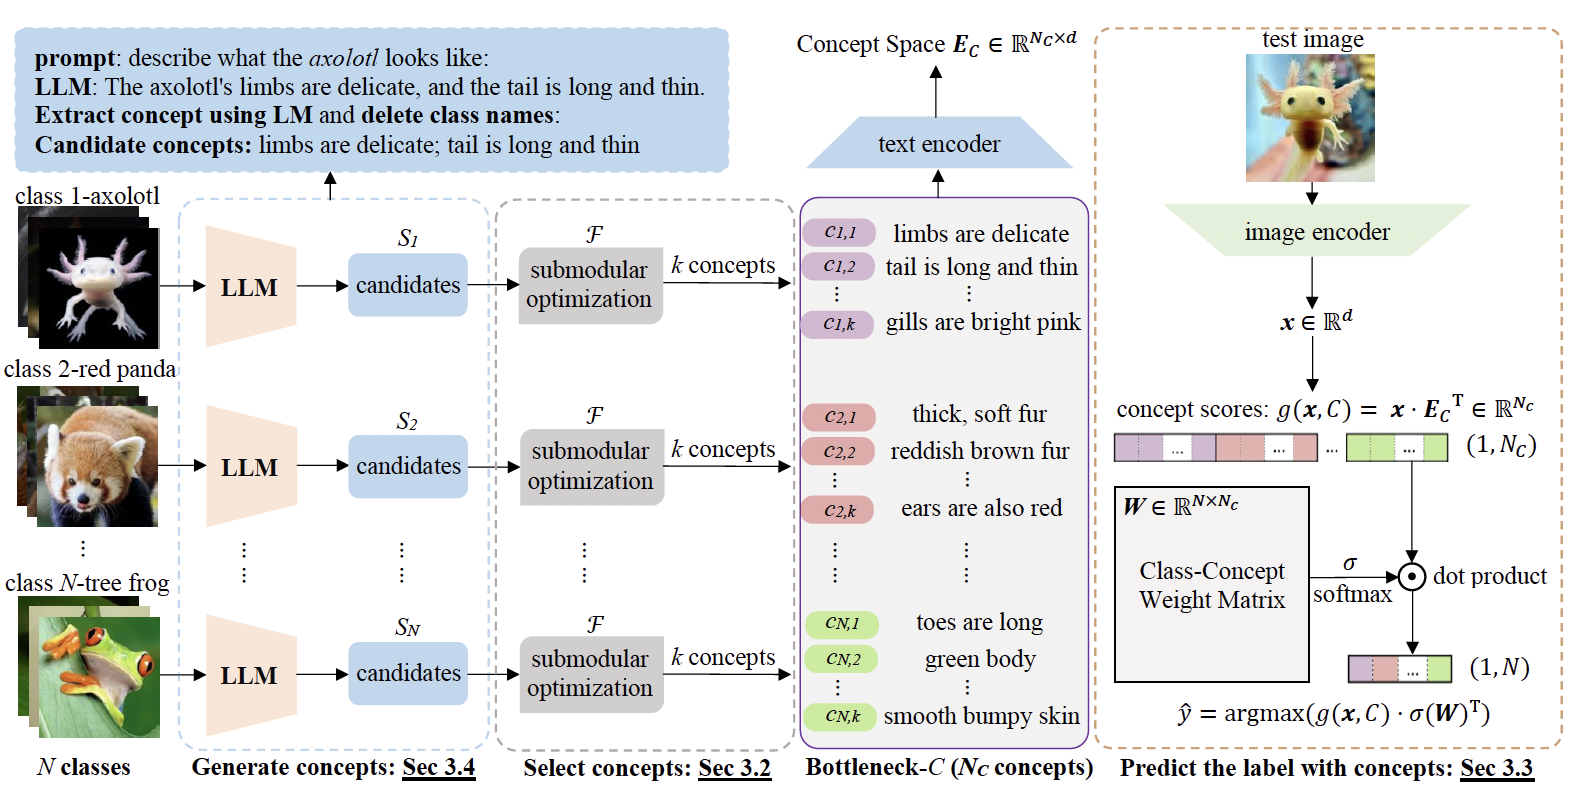 prompt: describe what the axolotl looks like:
LLM: The axolotl's limbs are delicate, and the tail is long and thin.
Extract concept using LM and delete class names:
Candidate concepts: limbs are delicate; tail is long and thin
class 1-axolotl
LLM
S1
candidates
ℱ
submodular
optimization
k concepts
class 2-red panda
LLM
S2
candidates
ℱ
submodular
optimization
k concepts
⋮
class N-tree frog
LLM
SN
candidates
ℱ
submodular
optimization
k concepts
Concept Space E_C ∈ ℝ^{N_C×d}
text encoder
c1,1 limbs are delicate
c1,2 tail is long and thin
⋮ ⋮
c1,k gills are bright pink
c2,1 thick, soft fur
c2,2 reddish brown fur
⋮ ⋮
c2,k ears are also red
⋮ ⋮
cN,1 toes are long
cN,2 green body
⋮ ⋮
cN,k smooth bumpy skin
test image
image encoder
x ∈ ℝ^d
concept scores: g(x, C) = x · E_C^T ∈ ℝ^{N_C}
... ... ... ... (1, N_C)
W ∈ ℝ^{N×N_C}
Class-Concept
Weight Matrix
σ
softmax
dot product
... (1, N)
ŷ = argmax(g(x, C) · σ(W)^T)
N classes
Generate concepts: Sec 3.4
Select concepts: Sec 3.2
Bottleneck-C (N_C concepts)
Predict the label with concepts: Sec 3.3